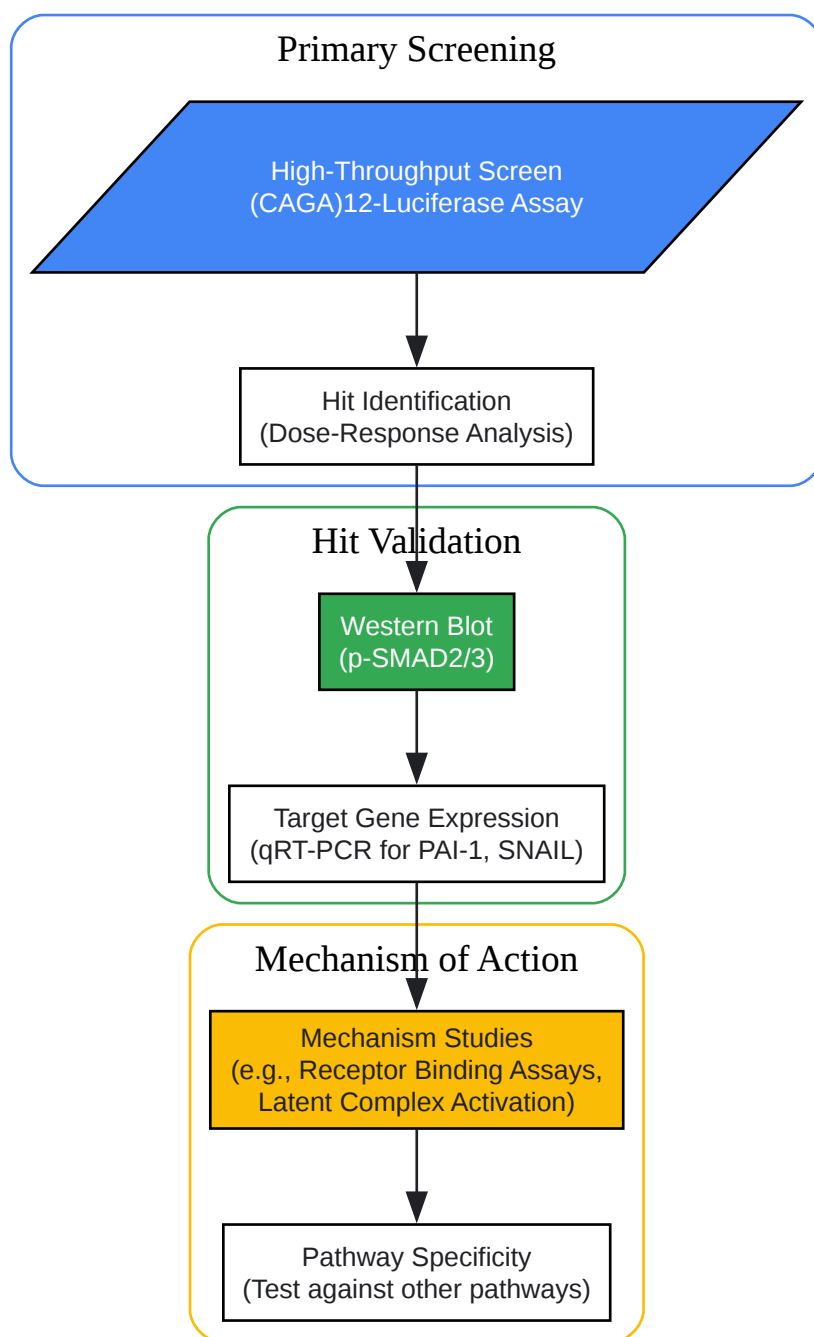 Primary Screening
High-Throughput Screen
(CAGA)12-Luciferase Assay
Hit Identification
(Dose-Response Analysis)
Hit Validation
Western Blot
(p-SMAD2/3)
Target Gene Expression
(qRT-PCR for PAI-1, SNAIL)
Mechanism of Action
Mechanism Studies
(e.g., Receptor Binding Assays,
Latent Complex Activation)
Pathway Specificity
(Test against other pathways)